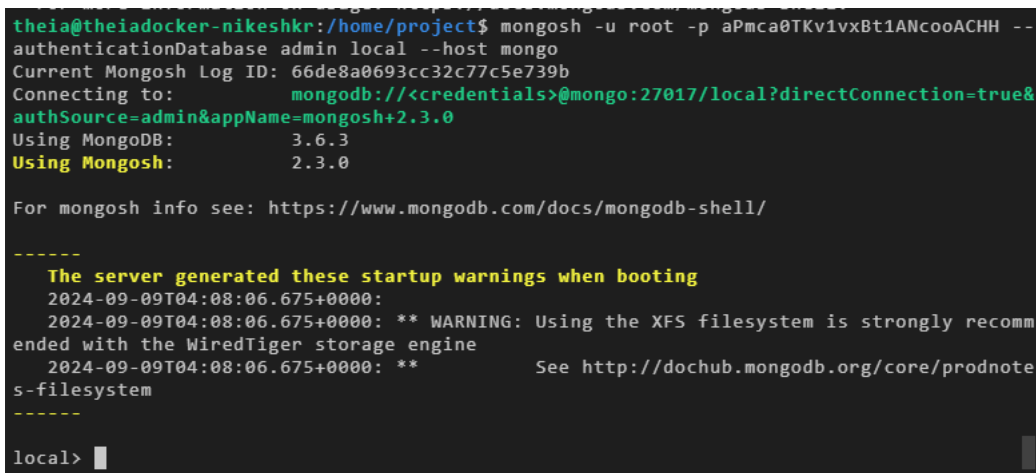 theia@theiadocker-nikeshkr:/home/project$ mongosh -u root -p aPmca0TKv1vxBt1ANcooACHH --
authenticationDatabase admin local --host mongo
Current Mongosh Log ID: 66de8a0693cc32c77c5e739b
Connecting to: mongodb://<credentials>@mongo:27017/local?directConnection=true&
authSource=admin&appName=mongosh+2.3.0
Using MongoDB: 3.6.3
Using Mongosh: 2.3.0
For mongosh info see: https://www.mongodb.com/docs/mongodb-shell/
------
The server generated these startup warnings when booting
2024-09-09T04:08:06.675+0000:
2024-09-09T04:08:06.675+0000: ** WARNING: Using the XFS filesystem is strongly recomm
ended with the WiredTiger storage engine
2024-09-09T04:08:06.675+0000: ** See http://dochub.mongodb.org/core/prodnote
s-filesystem
------
local>